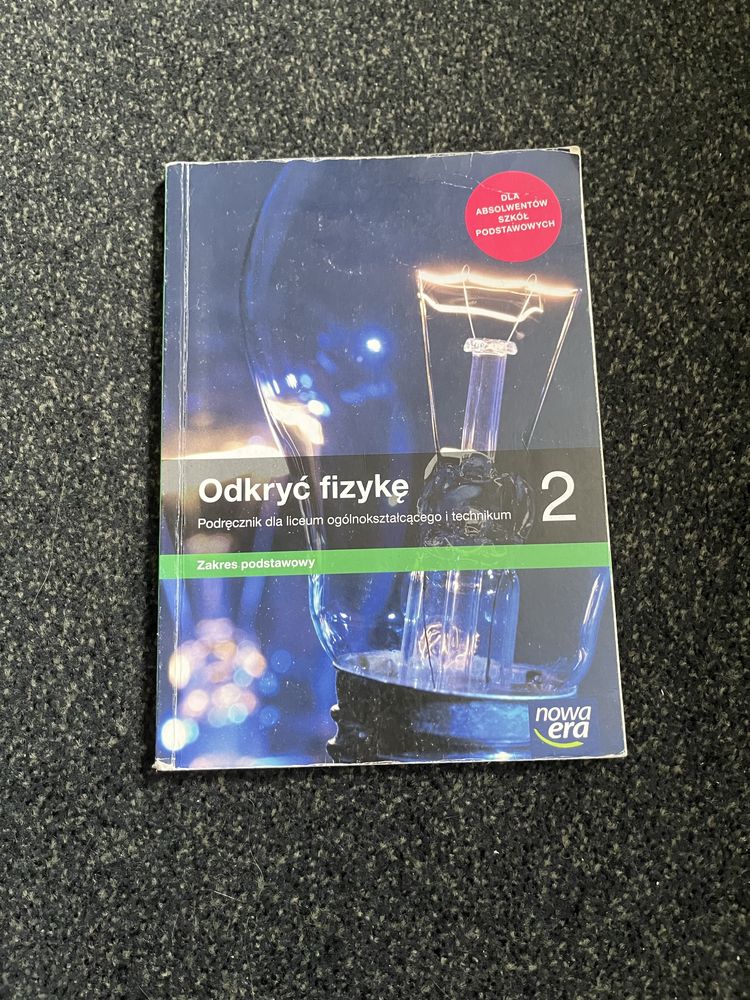 DLA
ABSOLWENTÓW
SZKÓŁ
PODSTAWOWYCH
Odkryć fizykę
2
Podręcznik dla liceum ogólnokształcącego i technikum
Zakres podstawowy
nowa
era